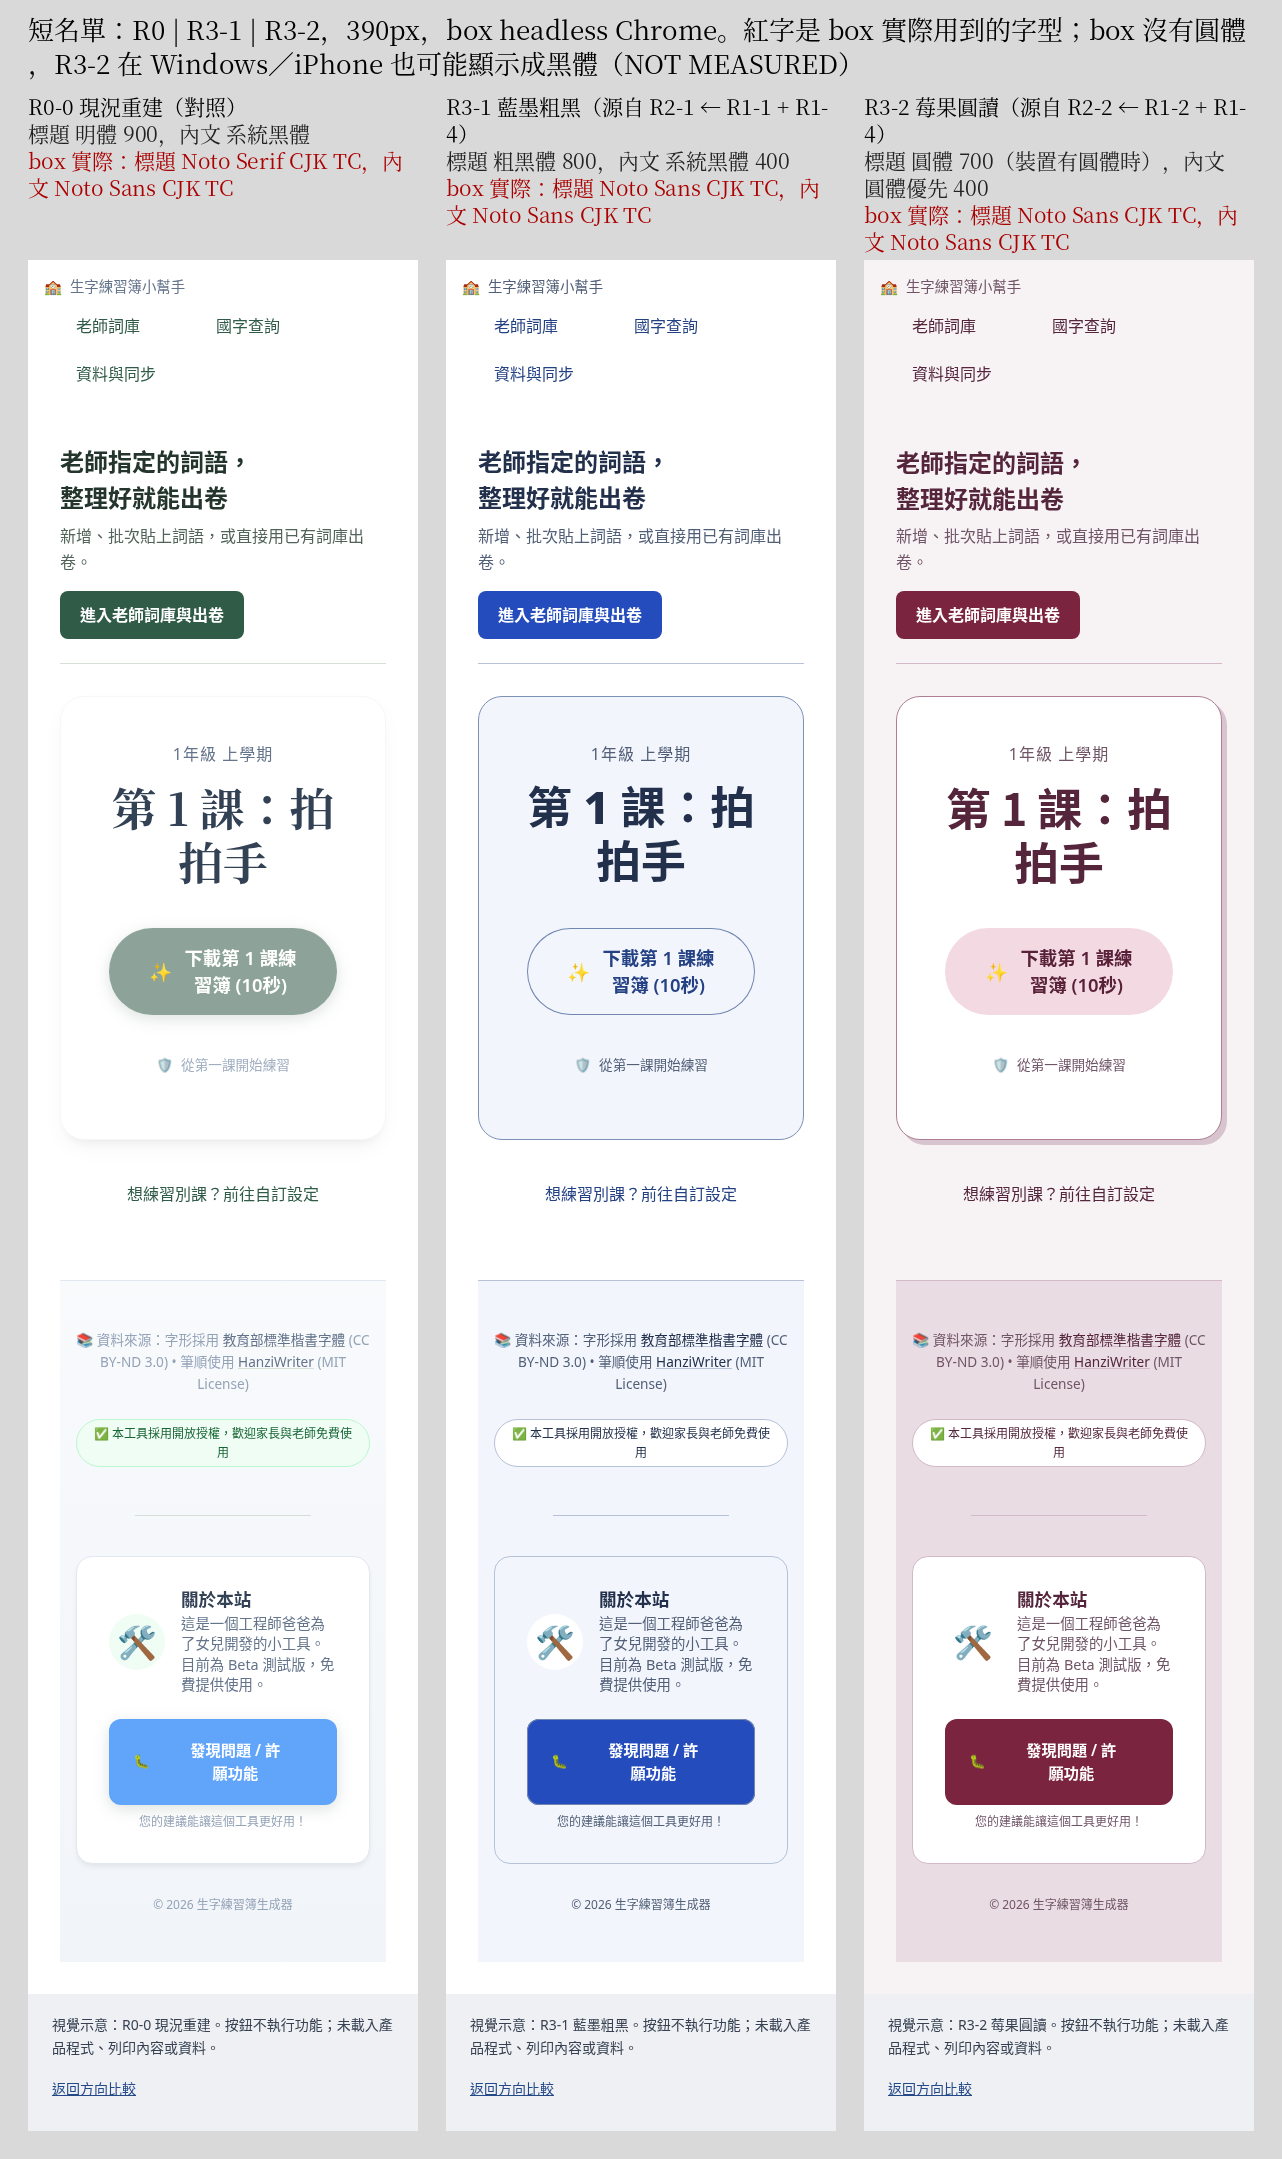 短名單：R0 | R3-1 | R3-2，390px，box headless Chrome。紅字是 box 實際用到的字型；box 沒有圓體
，R3-2 在 Windows／iPhone 也可能顯示成黑體（NOT MEASURED）
R0-0 現況重建（對照）
標題 明體 900，內文 系統黑體
box 實際：標題 Noto Serif CJK TC，內
文 Noto Sans CJK TC
🏫 生字練習簿小幫手
老師詞庫 國字查詢
資料與同步
老師指定的詞語，
整理好就能出卷
新增、批次貼上詞語，或直接用已有詞庫出
卷。
進入老師詞庫與出卷
1年級 上學期
第 1 課：拍
拍手
✨ 下載第 1 課練
習簿 (10秒)
🛡️ 從第一課開始練習
想練習別課？前往自訂設定
📚 資料來源：字形採用 教育部標準楷書字體 (CC
BY-ND 3.0) • 筆順使用 HanziWriter (MIT
License)
✅ 本工具採用開放授權，歡迎家長與老師免費使
用
關於本站
這是一個工程師爸爸為
了女兒開發的小工具。
目前為 Beta 測試版，免
費提供使用。
🐛 發現問題 / 許
願功能
您的建議能讓這個工具更好用！
© 2026 生字練習簿生成器
視覺示意：R0-0 現況重建。按鈕不執行功能；未載入產
品程式、列印內容或資料。
返回方向比較
R3-1 藍墨粗黑（源自 R2-1 ← R1-1 + R1-
4）
標題 粗黑體 800，內文 系統黑體 400
box 實際：標題 Noto Sans CJK TC，內
文 Noto Sans CJK TC
🏫 生字練習簿小幫手
老師詞庫 國字查詢
資料與同步
老師指定的詞語，
整理好就能出卷
新增、批次貼上詞語，或直接用已有詞庫出
卷。
進入老師詞庫與出卷
1年級 上學期
第 1 課：拍
拍手
✨ 下載第 1 課練
習簿 (10秒)
🛡️ 從第一課開始練習
想練習別課？前往自訂設定
📚 資料來源：字形採用 教育部標準楷書字體 (CC
BY-ND 3.0) • 筆順使用 HanziWriter (MIT
License)
✅ 本工具採用開放授權，歡迎家長與老師免費使
用
關於本站
這是一個工程師爸爸為
了女兒開發的小工具。
目前為 Beta 測試版，免
費提供使用。
🐛 發現問題 / 許
願功能
您的建議能讓這個工具更好用！
© 2026 生字練習簿生成器
視覺示意：R3-1 藍墨粗黑。按鈕不執行功能；未載入產
品程式、列印內容或資料。
返回方向比較
R3-2 莓果圓讀（源自 R2-2 ← R1-2 + R1-
4）
標題 圓體 700（裝置有圓體時），內文
圓體優先 400
box 實際：標題 Noto Sans CJK TC，內
文 Noto Sans CJK TC
🏫 生字練習簿小幫手
老師詞庫 國字查詢
資料與同步
老師指定的詞語，
整理好就能出卷
新增、批次貼上詞語，或直接用已有詞庫出
卷。
進入老師詞庫與出卷
1年級 上學期
第 1 課：拍
拍手
✨ 下載第 1 課練
習簿 (10秒)
🛡️ 從第一課開始練習
想練習別課？前往自訂設定
📚 資料來源：字形採用 教育部標準楷書字體 (CC
BY-ND 3.0) • 筆順使用 HanziWriter (MIT
License)
✅ 本工具採用開放授權，歡迎家長與老師免費使
用
關於本站
這是一個工程師爸爸為
了女兒開發的小工具。
目前為 Beta 測試版，免
費提供使用。
🐛 發現問題 / 許
願功能
您的建議能讓這個工具更好用！
© 2026 生字練習簿生成器
視覺示意：R3-2 莓果圓讀。按鈕不執行功能；未載入產
品程式、列印內容或資料。
返回方向比較